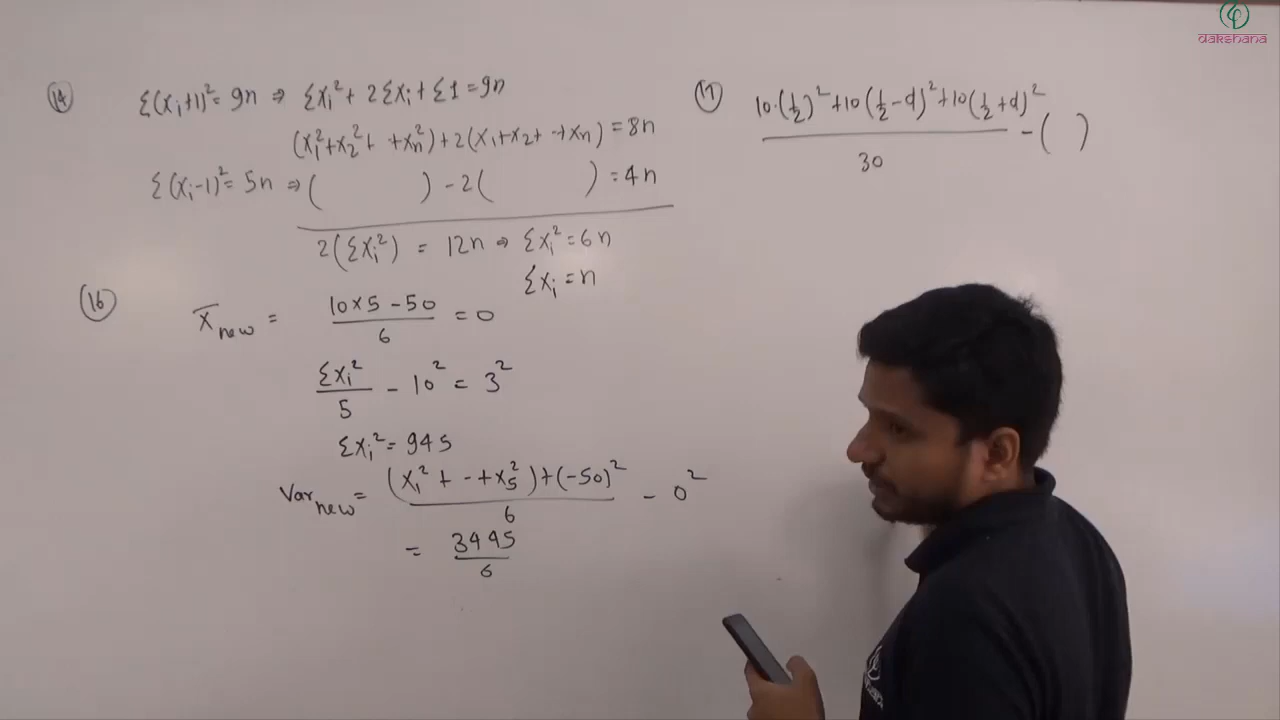 (14) Σ(xᵢ+1)² = 9n ⇒ Σxᵢ² + 2Σxᵢ + Σ1 = 9n
(x₁²+x₂²+ +xₙ²)+2(x₁+x₂+ -+xₙ) = 8n
Σ(xᵢ-1)² = 5n ⇒ ( ) - 2( ) = 4n
2(Σxᵢ²) = 12n ⇒ Σxᵢ² = 6n
Σxᵢ = n
(16) x̄ new = (10×5 - 50)/6 = 0
Σxᵢ²/5 - 10² = 3²
Σxᵢ² = 545
Var new = ((x₁² + - +x₅²)+(-50)²)/6 - 0²
= 3445/6
(17) (10·(1/2)² + 10(1/2 - d)² + 10(1/2 + d)²)/30 - ( )
dakshana